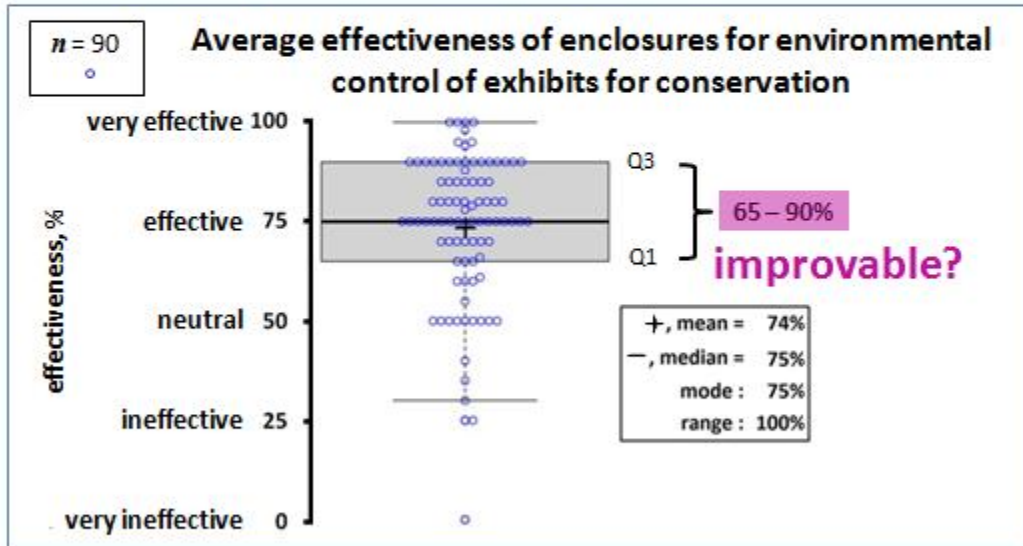 n = 90
Average effectiveness of enclosures for environmental
control of exhibits for conservation
effectiveness, %
very effective 100
effective 75
neutral 50
ineffective 25
very ineffective 0
Q3
65 – 90%
Q1
improvable?
+, mean = 74%
–, median = 75%
mode : 75%
range : 100%